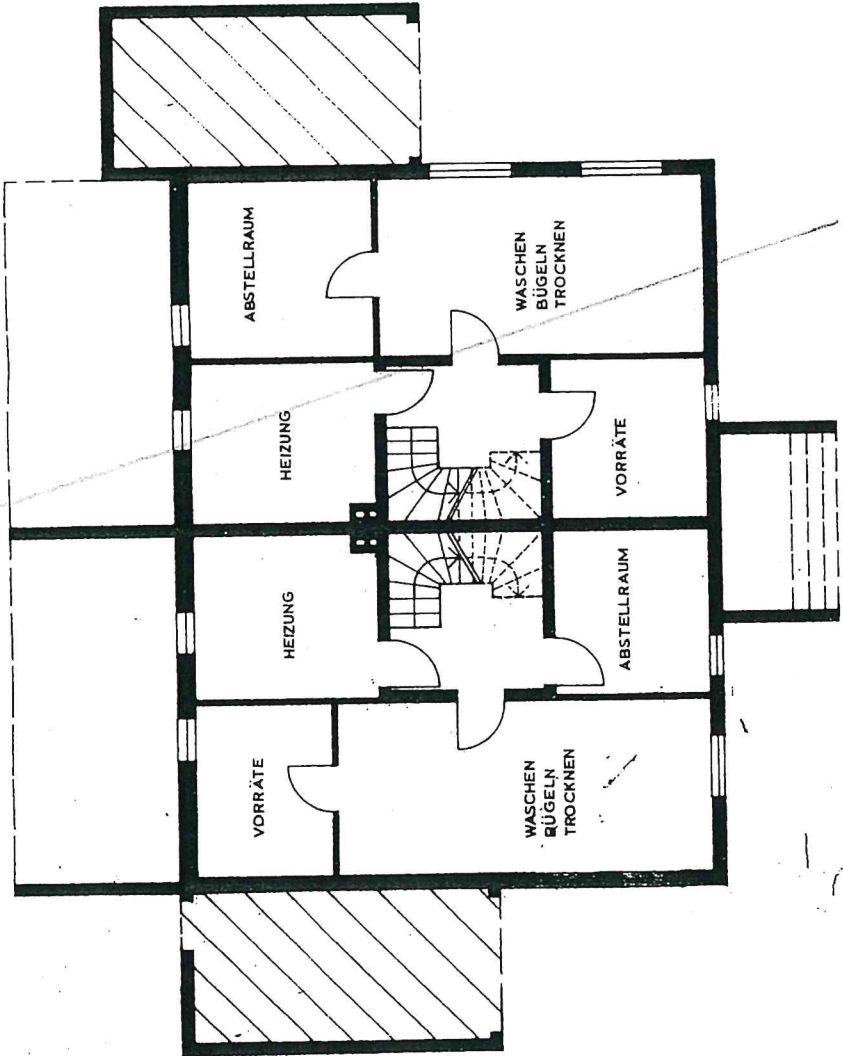 VORRÄTE
HEIZUNG
HEIZUNG
ABSTELLRAUM
WASCHEN
BÜGELN
TROCKNEN
ABSTELLRAUM
VORRÄTE
WASCHEN
BÜGELN
TROCKNEN